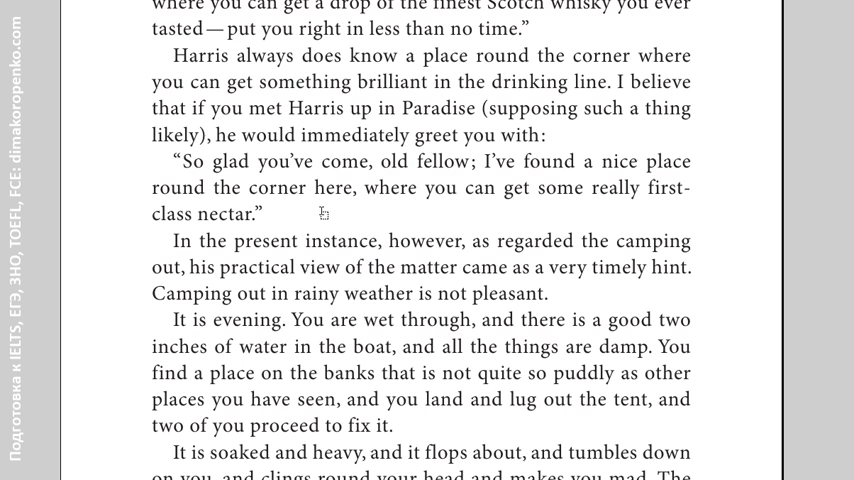 where you can get a drop of the finest Scotch whisky you ever
tasted — put you right in less than no time.”
Harris always does know a place round the corner where
you can get something brilliant in the drinking line. I believe
that if you met Harris up in Paradise (supposing such a thing
likely), he would immediately greet you with:
“So glad you’ve come, old fellow; I’ve found a nice place
round the corner here, where you can get some really first-
class nectar.”
In the present instance, however, as regarded the camping
out, his practical view of the matter came as a very timely hint.
Camping out in rainy weather is not pleasant.
It is evening. You are wet through, and there is a good two
inches of water in the boat, and all the things are damp. You
find a place on the banks that is not quite so puddly as other
places you have seen, and you land and lug out the tent, and
two of you proceed to fix it.
It is soaked and heavy, and it flops about, and tumbles down
on you, and clings round your head and makes you mad. The
Подготовка к IELTS, ЕГЭ, ЗНО, TOEFL, FCE: dimakoropenko.com